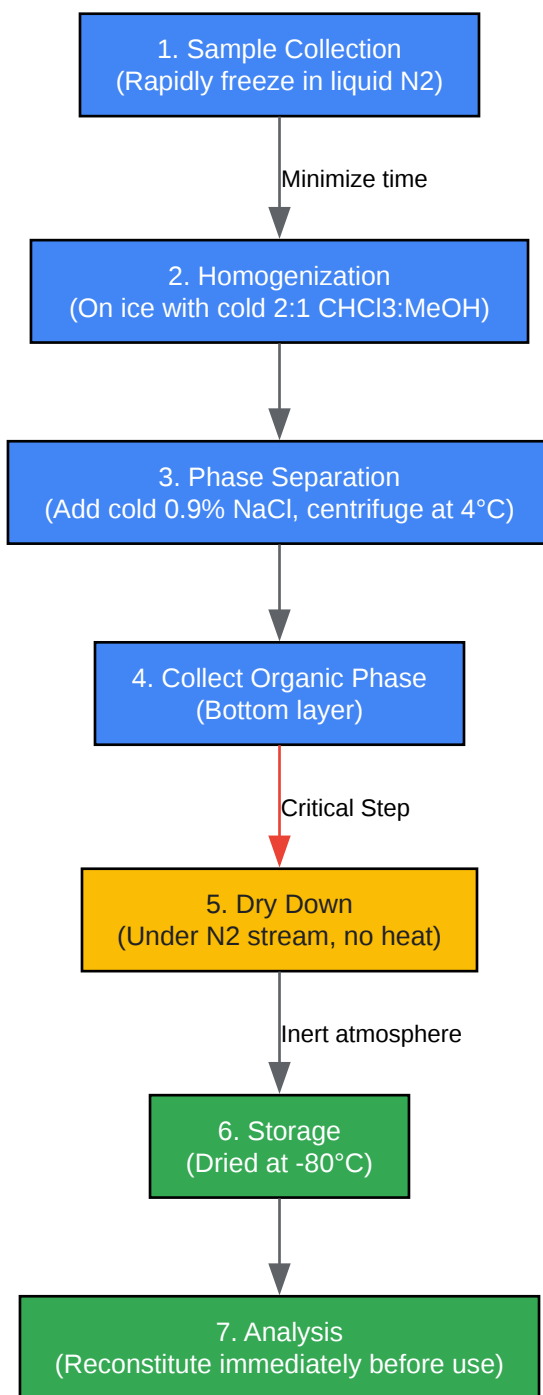 1. Sample Collection
(Rapidly freeze in liquid N2)
Minimize time
2. Homogenization
(On ice with cold 2:1 CHCl3:MeOH)
3. Phase Separation
(Add cold 0.9% NaCl, centrifuge at 4°C)
4. Collect Organic Phase
(Bottom layer)
Critical Step
5. Dry Down
(Under N2 stream, no heat)
Inert atmosphere
6. Storage
(Dried at -80°C)
7. Analysis
(Reconstitute immediately before use)